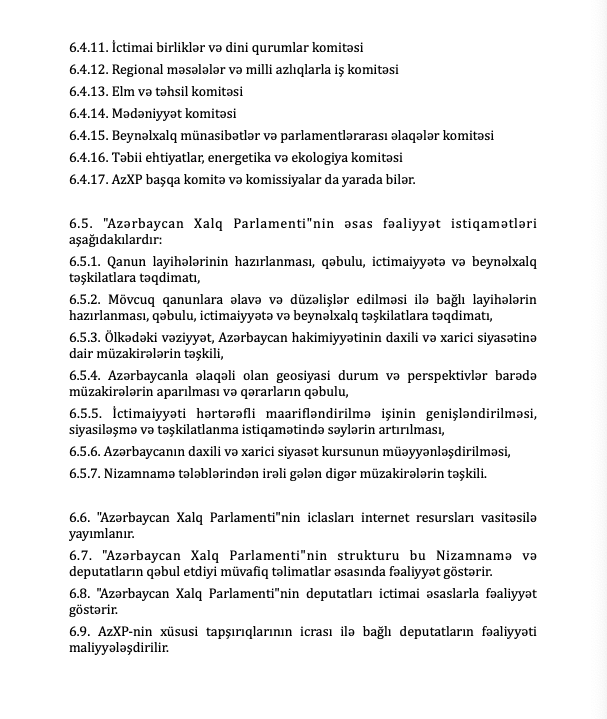 6.4.11. İctimai birliklər və dini qurumlar komitəsi
6.4.12. Regional məsələlər və milli azlıqlarla iş komitəsi
6.4.13. Elm və təhsil komitəsi
6.4.14. Mədəniyyət komitəsi
6.4.15. Beynəlxalq münasibətlər və parlamentlərarası əlaqələr komitəsi
6.4.16. Təbii ehtiyatlar, energetika və ekologiya komitəsi
6.4.17. AzXP başqa komitə və komissiyalar da yarada bilər.
6.5. "Azərbaycan Xalq Parlamenti"nin əsas fəaliyyət istiqamətləri
aşağıdakılardır:
6.5.1. Qanun layihələrinin hazırlanması, qəbulu, ictimaiyyətə və beynəlxalq
təşkilatlara təqdimatı,
6.5.2. Mövcuq qanunlara əlavə və düzəlişlər edilməsi ilə bağlı layihələrin
hazırlanması, qəbulu, ictimaiyyətə və beynəlxalq təşkilatlara təqdimatı,
6.5.3. Ölkədəki vəziyyət, Azərbaycan hakimiyyətinin daxili və xarici siyasətinə
dair müzakirələrin təşkili,
6.5.4. Azərbaycanla əlaqəli olan geosiyasi durum və perspektivlər barədə
müzakirələrin aparılması və qərarların qəbulu,
6.5.5. İctimaiyyəti hərtərəfli maarifləndirilmə işinin genişləndirilməsi,
siyasiləşmə və təşkilatlanma istiqamətində səylərin artırılması,
6.5.6. Azərbaycanın daxili və xarici siyasət kursunun müəyyənləşdirilməsi,
6.5.7. Nizamnamə tələblərindən irəli gələn digər müzakirələrin təşkili.
6.6. "Azərbaycan Xalq Parlamenti"nin iclasları internet resursları vasitəsilə
yayımlanır.
6.7. "Azərbaycan Xalq Parlamenti"nin strukturu bu Nizamnamə və
deputatların qəbul etdiyi müvafiq təlimatlar əsasında fəaliyyət göstərir.
6.8. "Azərbaycan Xalq Parlamenti"nin deputatları ictimai əsaslarla fəaliyyət
göstərir.
6.9. AzXP-nin xüsusi tapşırıqlarının icrası ilə bağlı deputatların fəaliyyəti
maliyyələşdirilir.